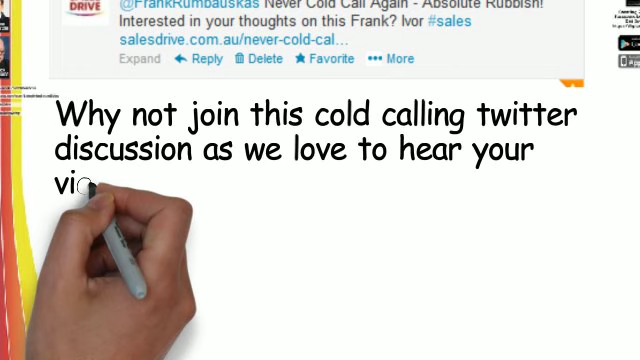 DRIVE
@FrankRumbauskas Never Cold Call Again - Absolute Rubbish!
Interested in your thoughts on this Frank? Ivor #sales
salesdrive.com.au/never-cold-cal...
Expand Reply Delete Favorite ••• More
Why not join this cold calling twitter
discussion as we love to hear your
vi